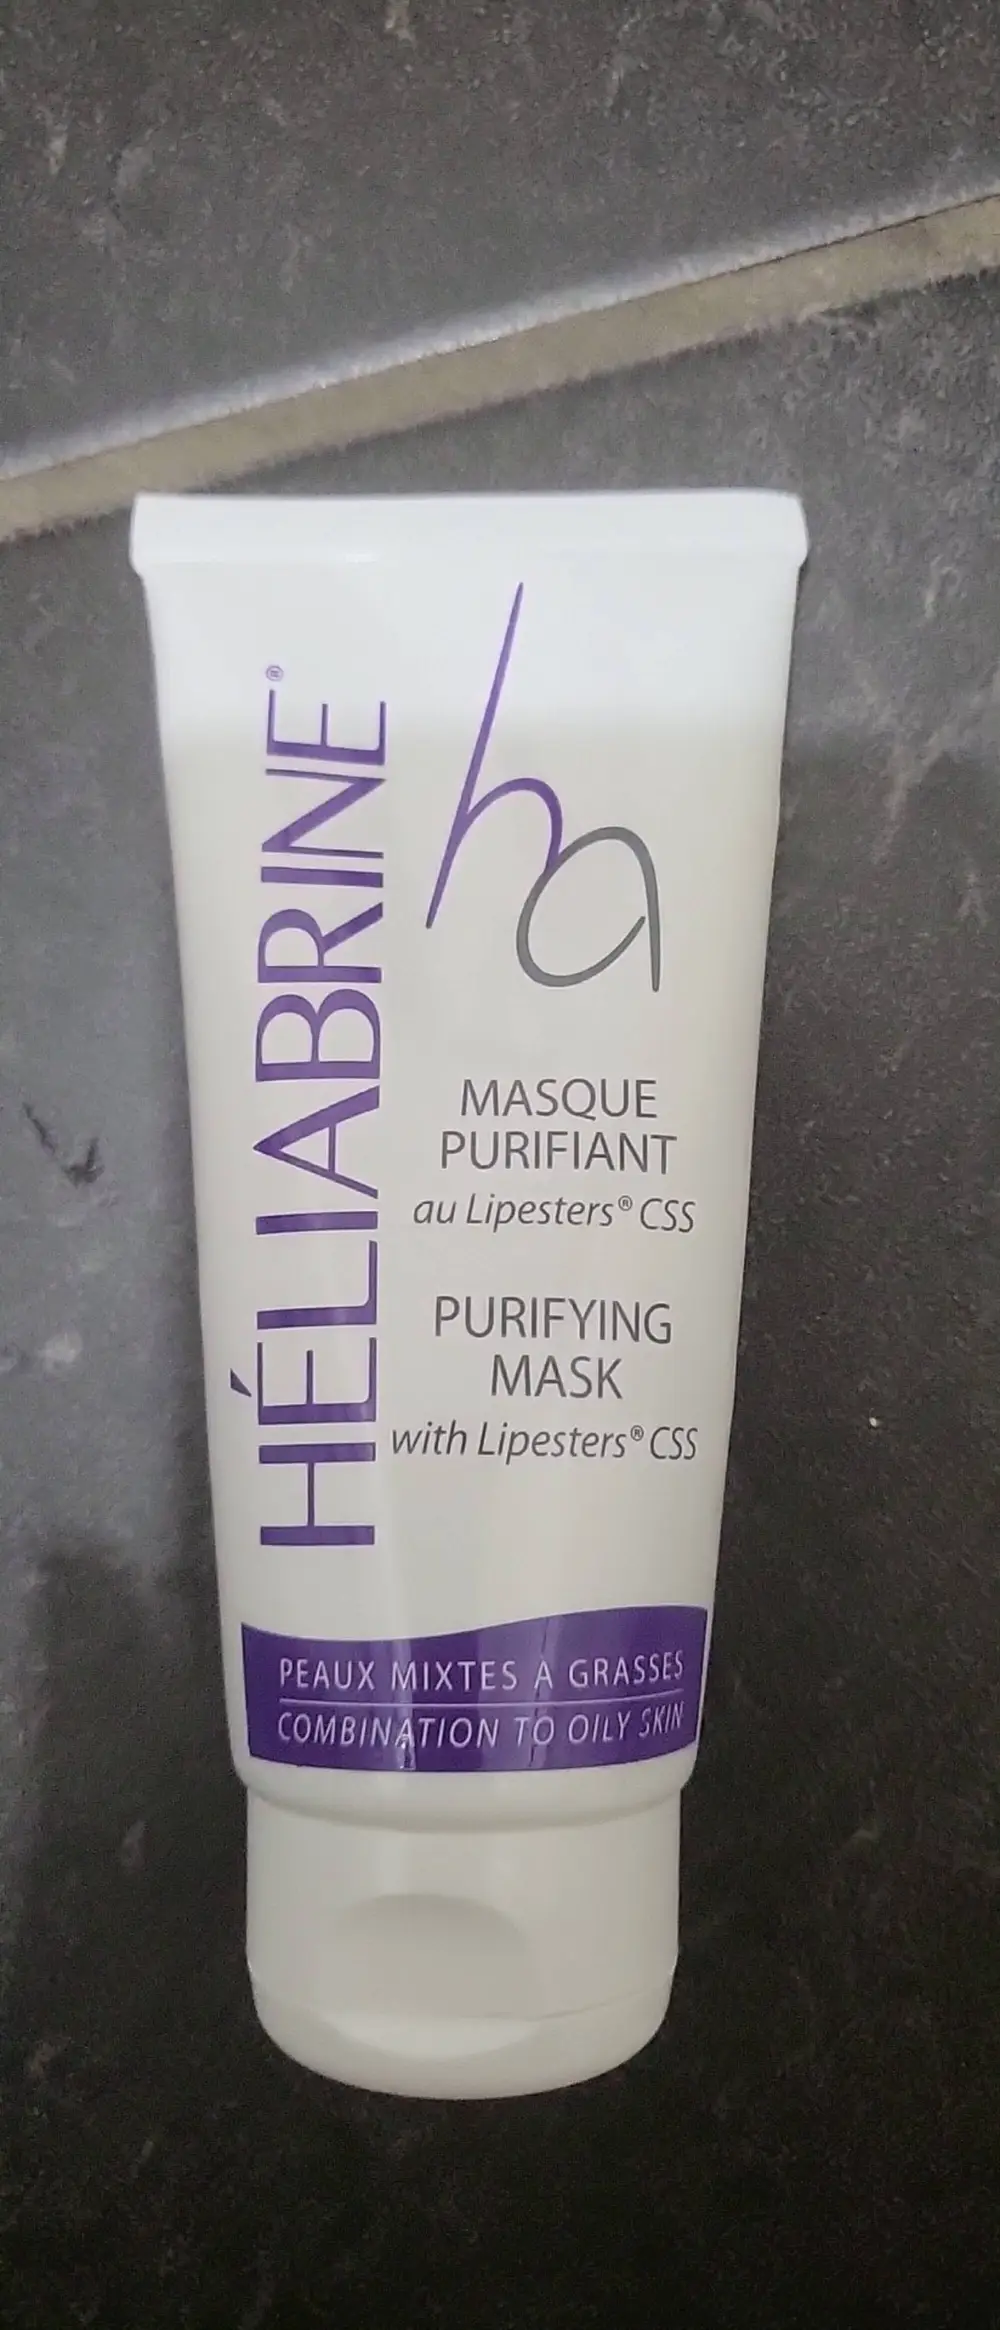 HÉLIABRINE®
ha
MASQUE
PURIFIANT
au Lipesters® CSS
PURIFYING
MASK
with Lipesters® CSS
PEAUX MIXTES A GRASSES
COMBINATION TO OILY SKIN